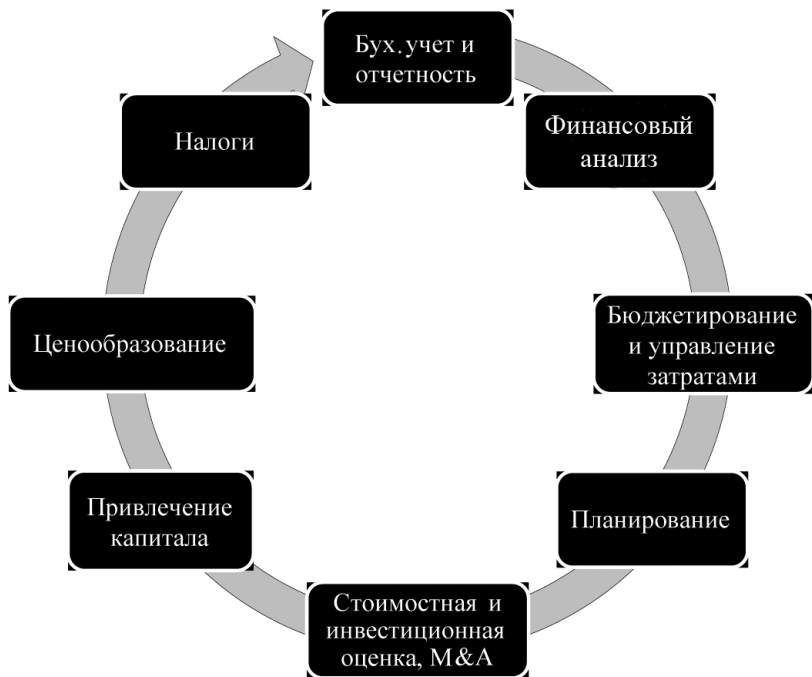 Бух. учет и
отчетность
Финансовый
анализ
Бюджетирование
и управление
затратами
Планирование
Стоимостная и
инвестиционная
оценка, M&A
Привлечение
капитала
Ценообразование
Налоги